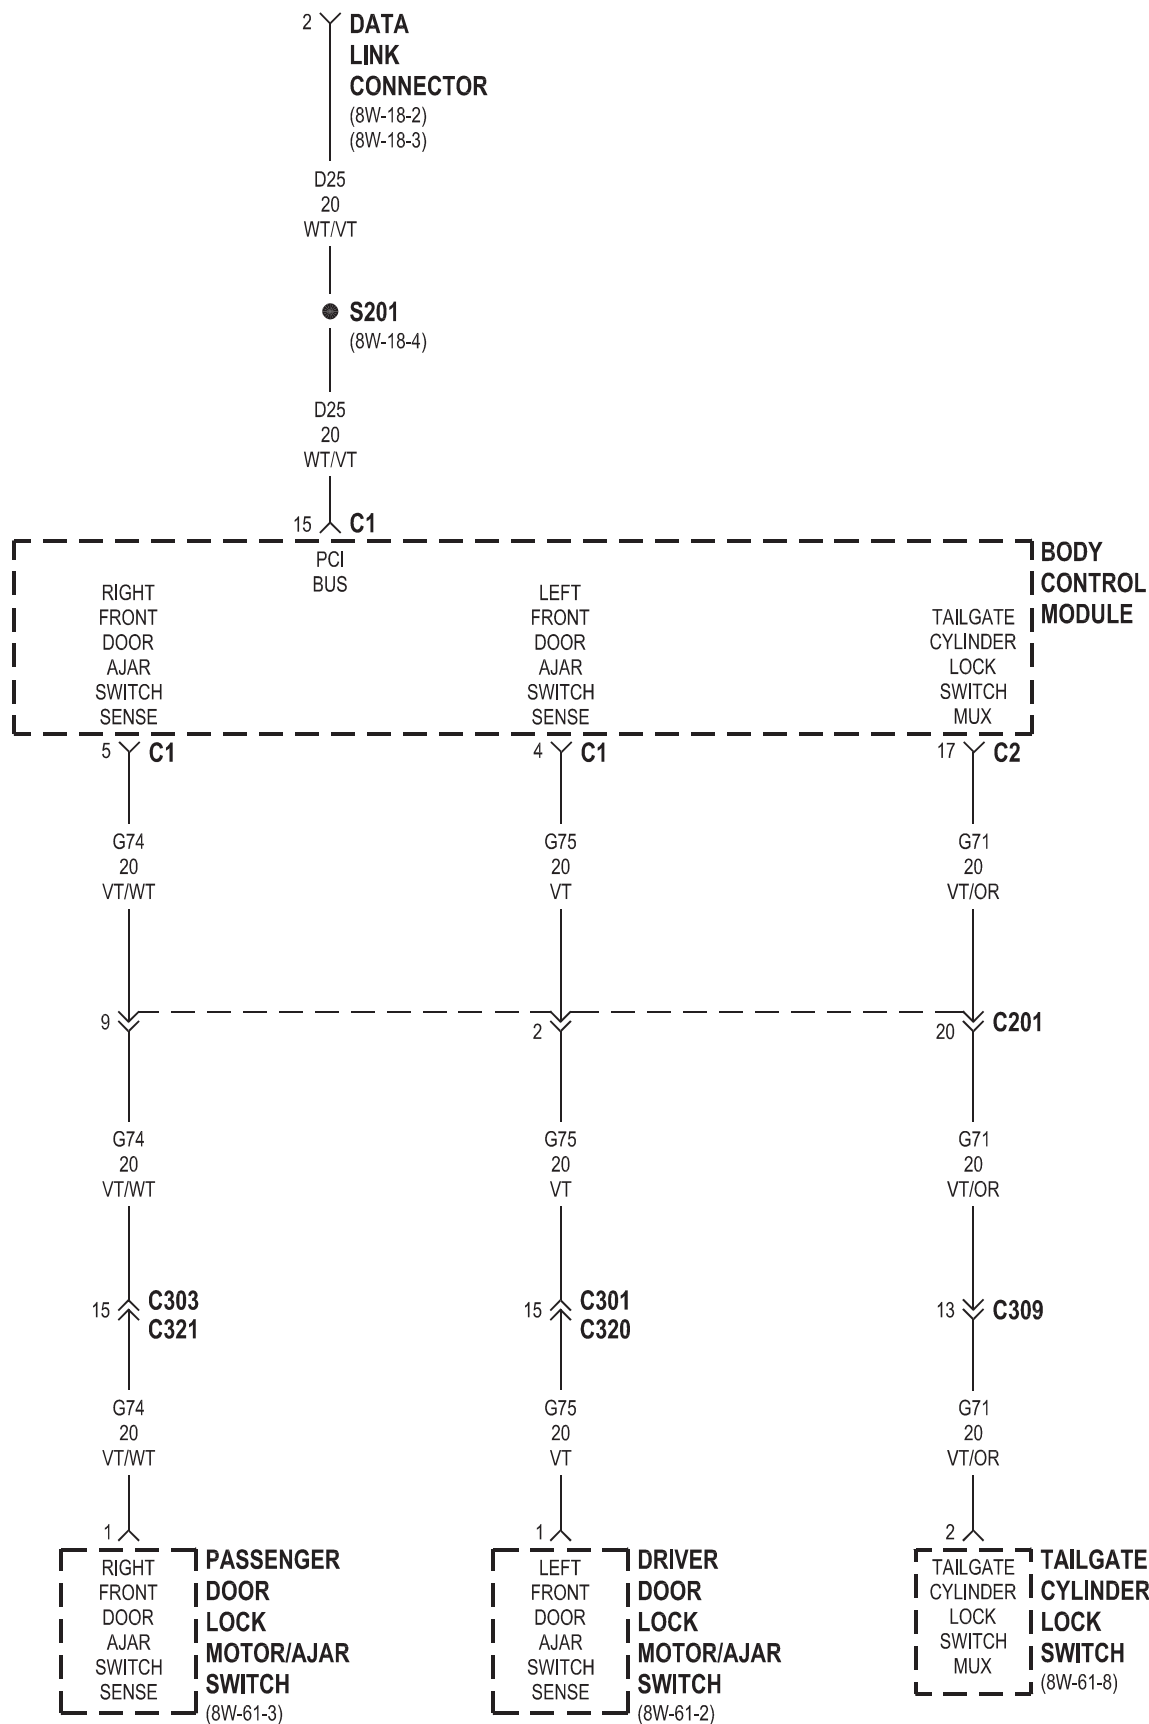 2 DATA
LINK
CONNECTOR
(8W-18-2)
(8W-18-3)
D25
20
WT/VT
S201
(8W-18-4)
D25
20
WT/VT
15 C1
BODY
CONTROL
MODULE
PCI
BUS
RIGHT
FRONT
DOOR
AJAR
SWITCH
SENSE
LEFT
FRONT
DOOR
AJAR
SWITCH
SENSE
TAILGATE
CYLINDER
LOCK
SWITCH
MUX
5 C1
4 C1
17 C2
G74
20
VT/WT
G75
20
VT
G71
20
VT/OR
9
2
20 C201
G74
20
VT/WT
G75
20
VT
G71
20
VT/OR
15 C303
C321
15 C301
C320
13 C309
G74
20
VT/WT
G75
20
VT
G71
20
VT/OR
1
RIGHT
FRONT
DOOR
AJAR
SWITCH
SENSE
PASSENGER
DOOR
LOCK
MOTOR/AJAR
SWITCH
(8W-61-3)
1
LEFT
FRONT
DOOR
AJAR
SWITCH
SENSE
DRIVER
DOOR
LOCK
MOTOR/AJAR
SWITCH
(8W-61-2)
2
TAILGATE
CYLINDER
LOCK
SWITCH
MUX
TAILGATE
CYLINDER
LOCK
SWITCH
(8W-61-8)